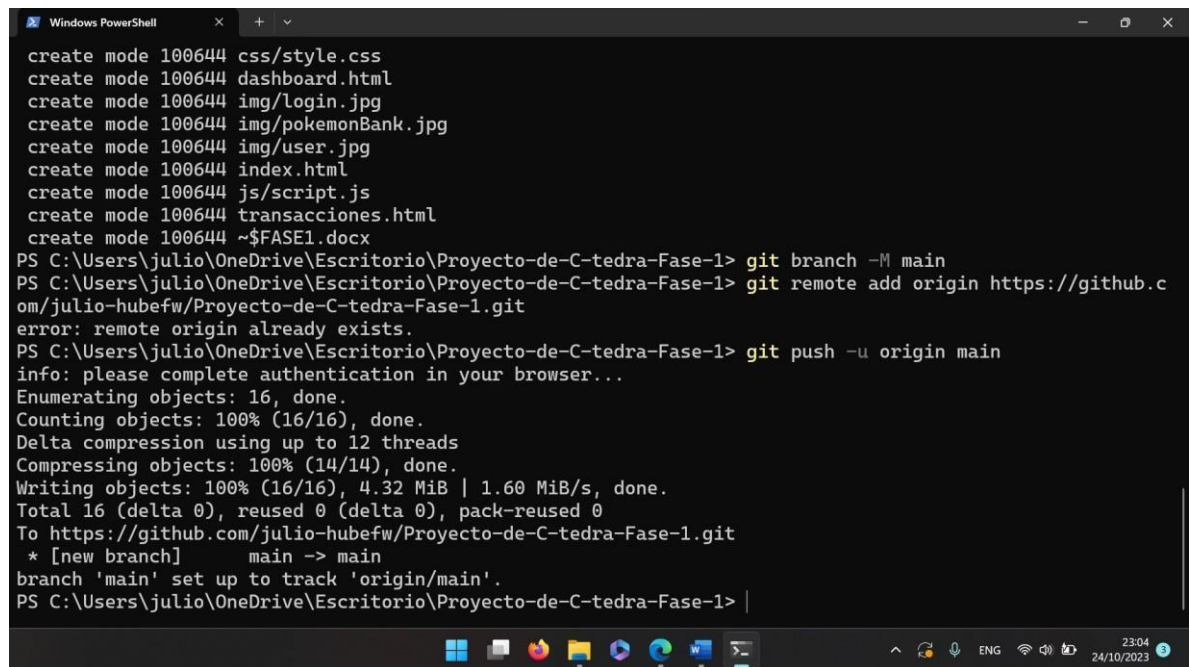 Windows PowerShell
create mode 100644 css/style.css
create mode 100644 dashboard.html
create mode 100644 img/login.jpg
create mode 100644 img/pokemonBank.jpg
create mode 100644 img/user.jpg
create mode 100644 index.html
create mode 100644 js/script.js
create mode 100644 transacciones.html
create mode 100644 ~$FASE1.docx
PS C:\Users\julio\OneDrive\Escritorio\Proyecto-de-C-tedra-Fase-1> git branch -M main
PS C:\Users\julio\OneDrive\Escritorio\Proyecto-de-C-tedra-Fase-1> git remote add origin https://github.c
om/julio-hubefw/Proyecto-de-C-tedra-Fase-1.git
error: remote origin already exists.
PS C:\Users\julio\OneDrive\Escritorio\Proyecto-de-C-tedra-Fase-1> git push -u origin main
info: please complete authentication in your browser...
Enumerating objects: 16, done.
Counting objects: 100% (16/16), done.
Delta compression using up to 12 threads
Compressing objects: 100% (14/14), done.
Writing objects: 100% (16/16), 4.32 MiB | 1.60 MiB/s, done.
Total 16 (delta 0), reused 0 (delta 0), pack-reused 0
To https://github.com/julio-hubefw/Proyecto-de-C-tedra-Fase-1.git
* [new branch]      main -> main
branch 'main' set up to track 'origin/main'.
PS C:\Users\julio\OneDrive\Escritorio\Proyecto-de-C-tedra-Fase-1>
ENG
23:04
24/10/2023
3